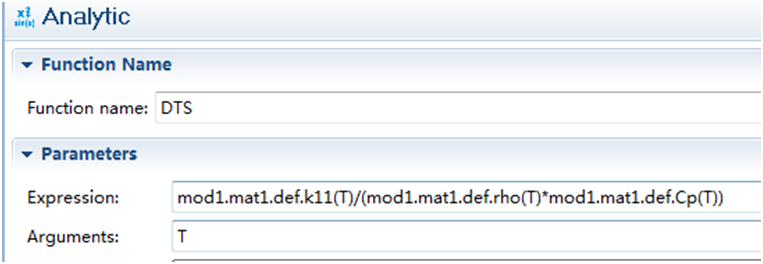 Analytic
Function Name
Function name: DTS
Parameters
Expression: mod1.mat1.def.k11(T)/(mod1.mat1.def.rho(T)*mod1.mat1.def.Cp(T))
Arguments: T